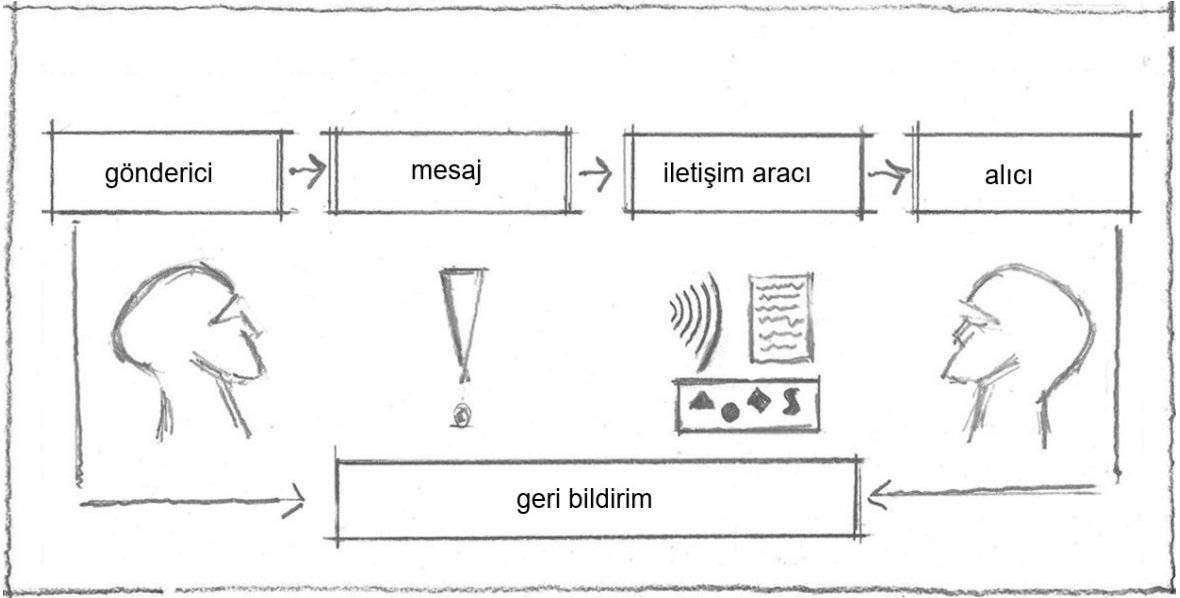 gönderici
mesaj
iletişim aracı
alıcı
geri bildirim